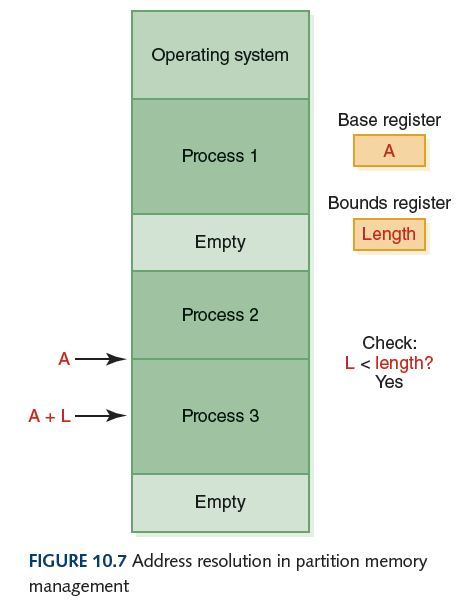 Operating system
Process 1
Empty
Process 2
Process 3
Empty
A
A + L
Base register
A
Bounds register
Length
Check:
L < length?
Yes
FIGURE 10.7 Address resolution in partition memory
management